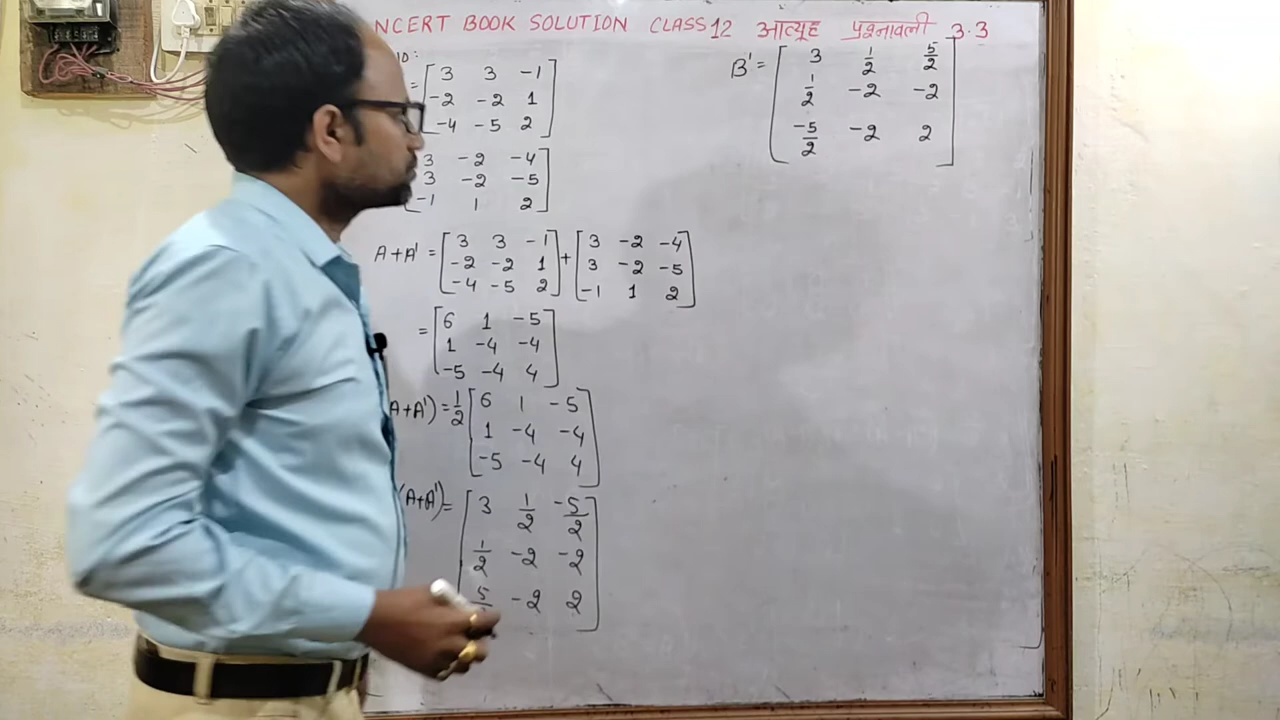 NCERT BOOK SOLUTION CLASS 12 आव्यूह प्रश्नावली 3.3
10:
= [ 3 3 -1
-2 -2 1
-4 -5 2 ]
3 -2 -4
3 -2 -5
-1 1 2 ]
A+A' = [ 3 3 -1 ] + [ 3 -2 -4 ]
-2 -2 1 3 -2 -5
-4 -5 2 -1 1 2
= [ 6 1 -5
1 -4 -4
-5 -4 4 ]
A+A') = 1/2 [ 6 1 -5
1 -4 -4
-5 -4 4 ]
(A+A') = [ 3 1/2 -5/2
1/2 -2 -2
5 -2 2 ]
B' = [ 3 1/2 5/2
1/2 -2 -2
-5/2 -2 2 ]